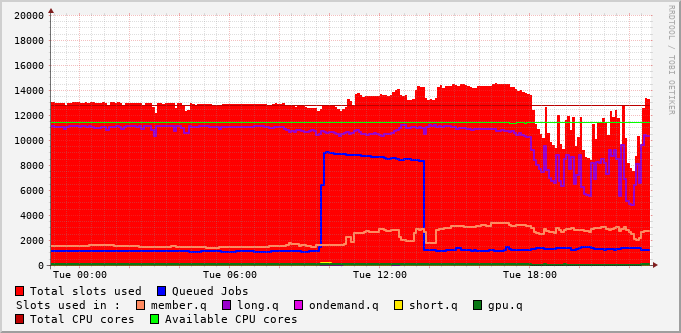 20000
18000
16000
14000
12000
10000
8000
6000
4000
2000
0
Tue 00:00 Tue 06:00 Tue 12:00 Tue 18:00
RRDTOOL / TOBI OETIKER
Total slots used Queued Jobs
Slots used in : member.q long.q ondemand.q short.q gpu.q
Total CPU cores Available CPU cores